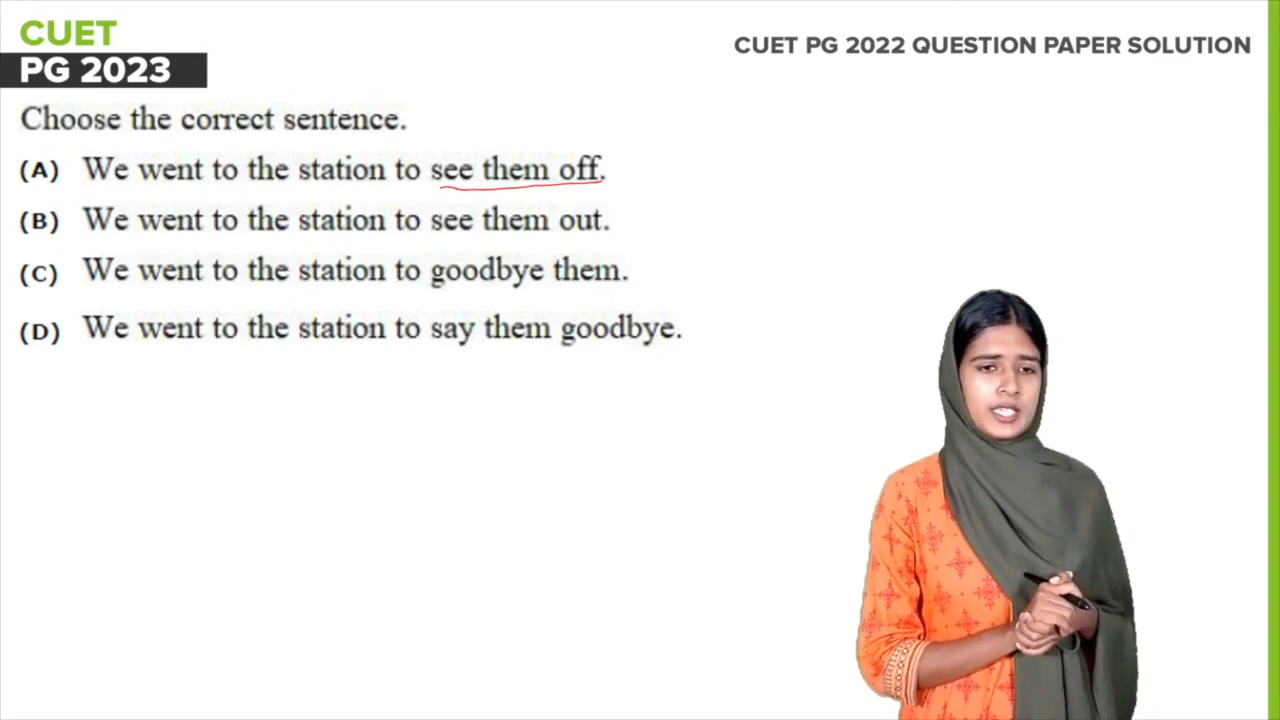 CUET
PG 2023
CUET PG 2022 QUESTION PAPER SOLUTION
Choose the correct sentence.
(A) We went to the station to see them off.
(B) We went to the station to see them out.
(C) We went to the station to goodbye them.
(D) We went to the station to say them goodbye.